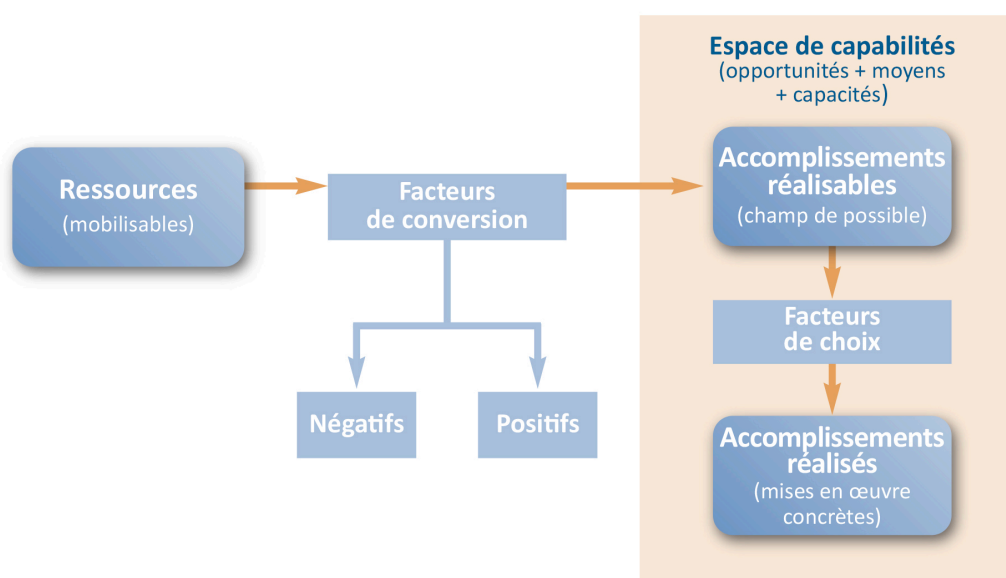 Espace de capabilités
(opportunités + moyens
+ capacités)
Ressources
(mobilisables)
Facteurs
de conversion
Accomplissements
réalisables
(champ de possible)
Facteurs
de choix
Négatifs
Positifs
Accomplissements
réalisés
(mises en œuvre
concrètes)